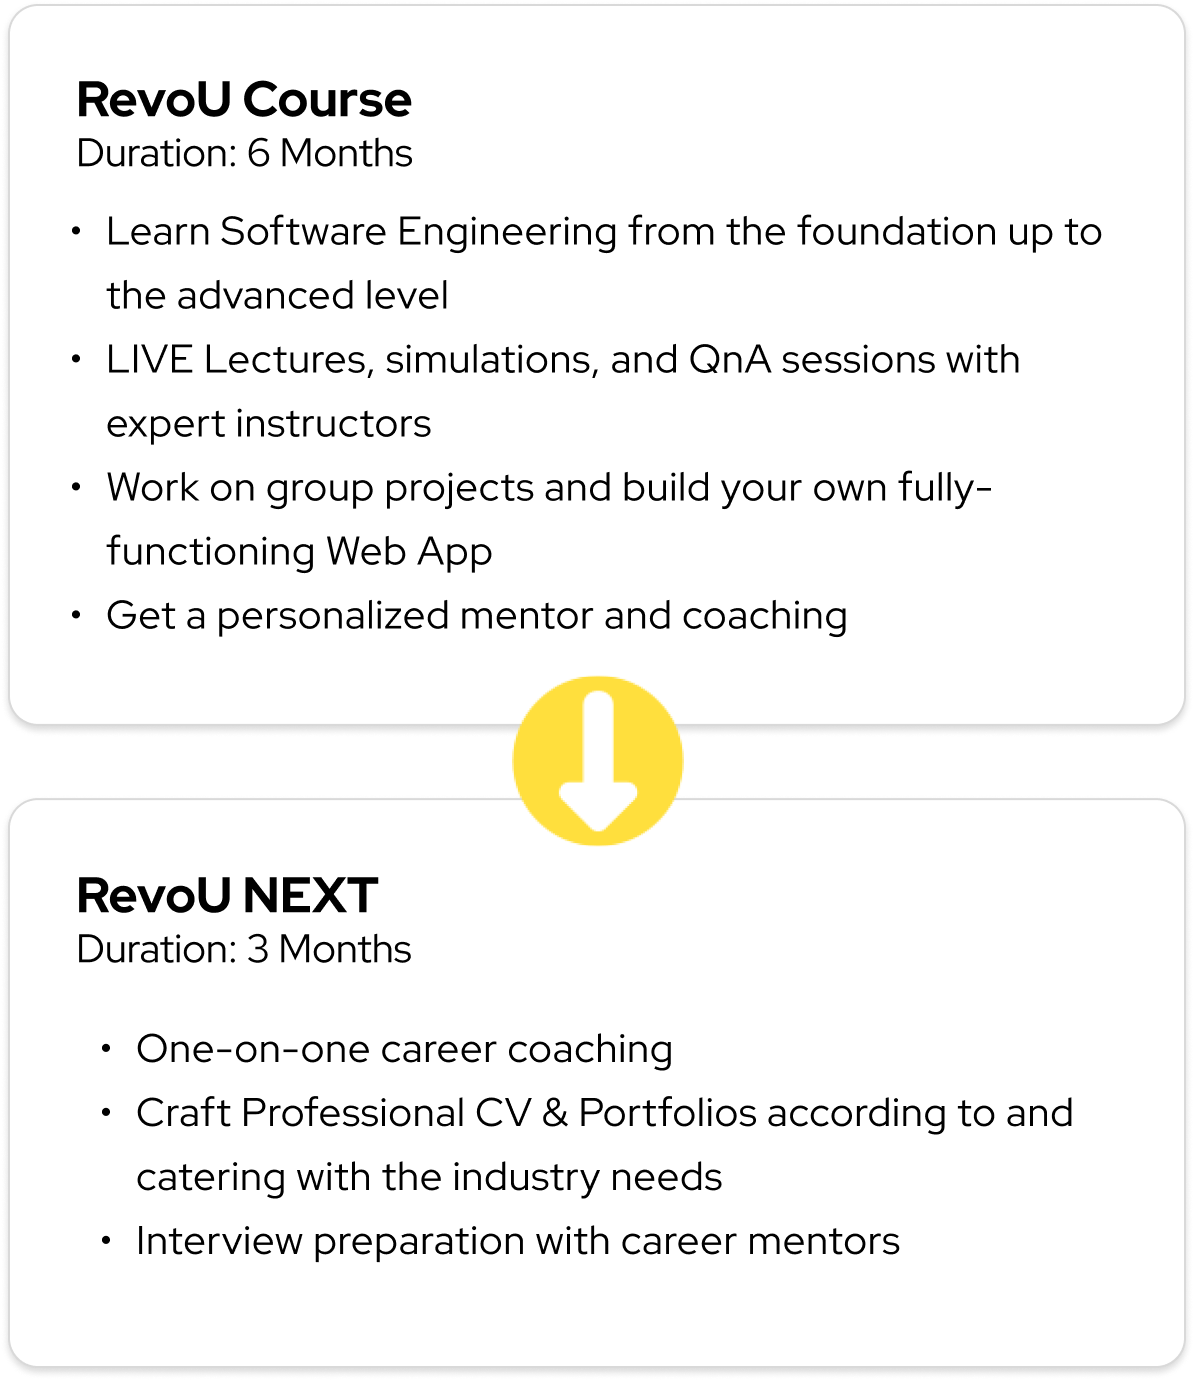 RevoU Course
Duration: 6 Months
• Learn Software Engineering from the foundation up to
the advanced level
• LIVE Lectures, simulations, and QnA sessions with
expert instructors
• Work on group projects and build your own fully-
functioning Web App
• Get a personalized mentor and coaching
RevoU NEXT
Duration: 3 Months
• One-on-one career coaching
• Craft Professional CV & Portfolios according to and
catering with the industry needs
• Interview preparation with career mentors